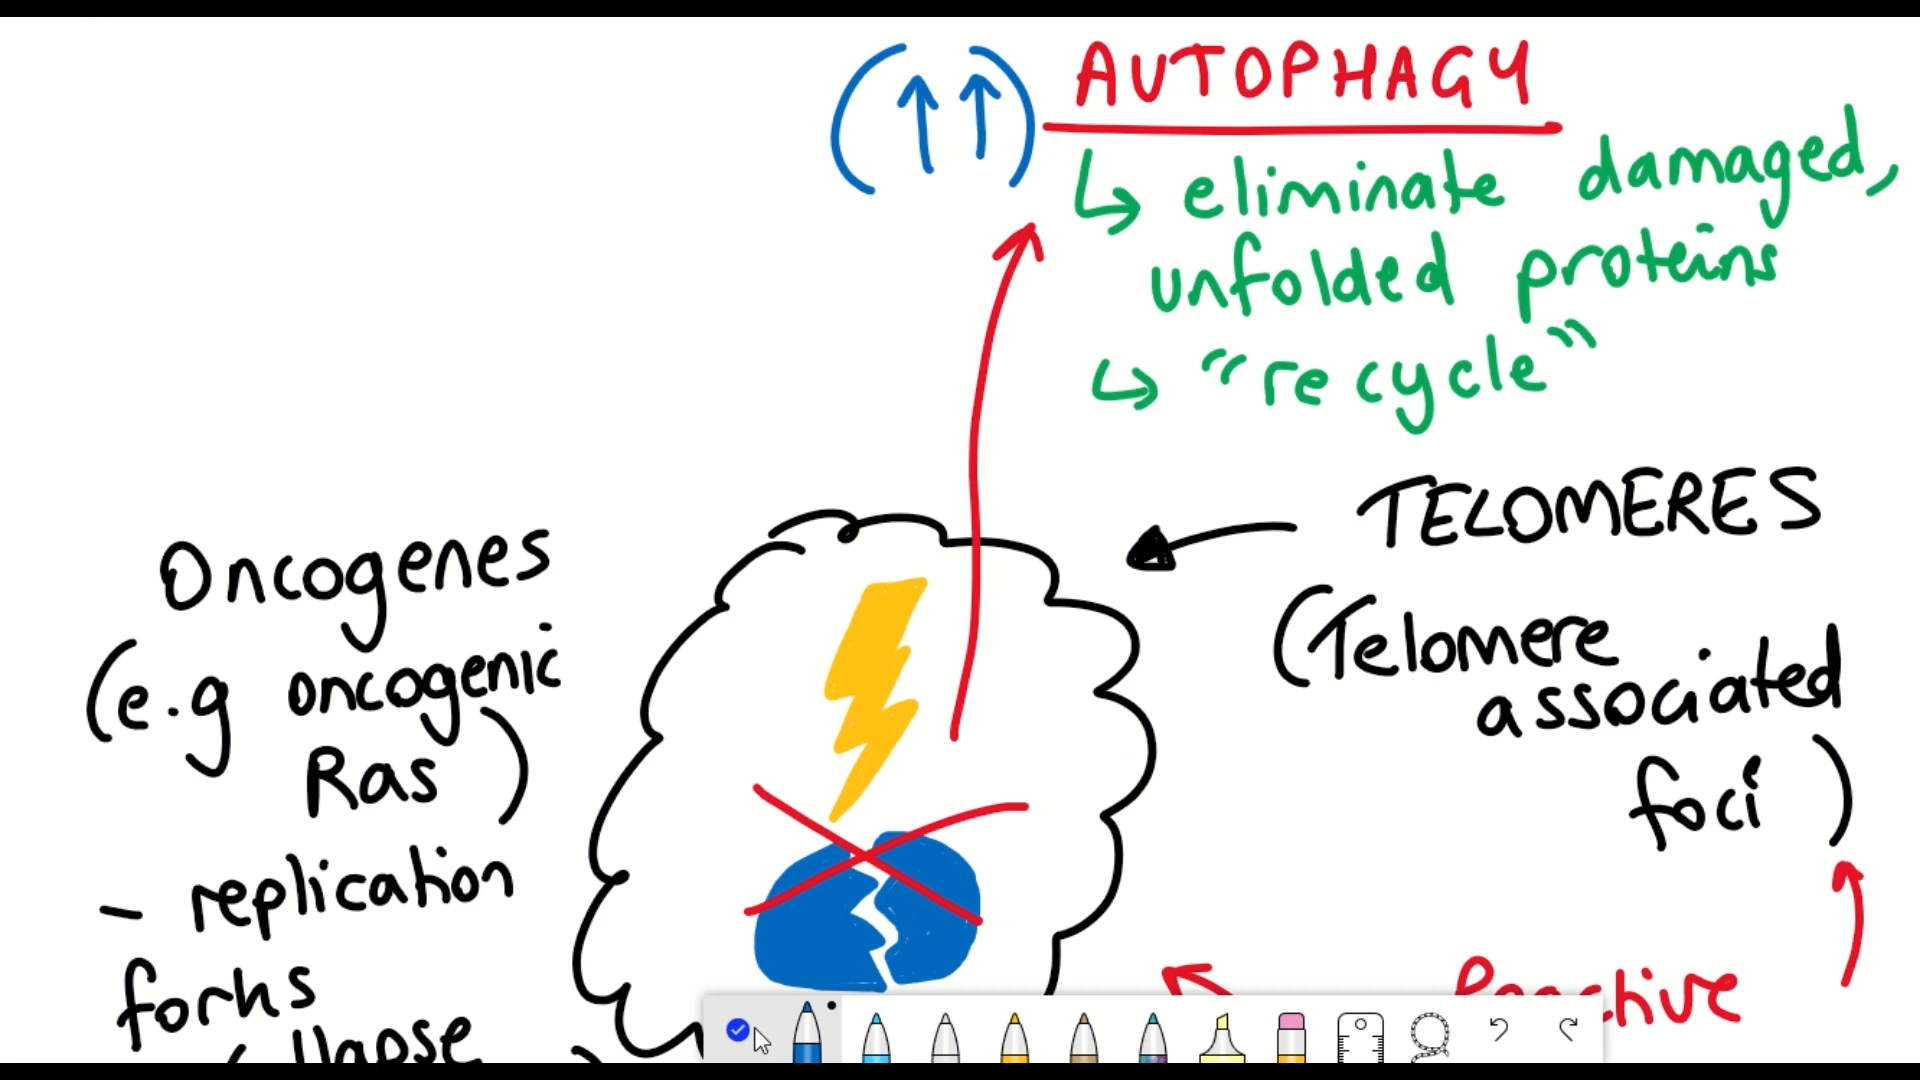 (↑↑) AUTOPHAGY
↳ eliminate damaged,
unfolded proteins
↳ "recycle"
TELOMERES
(Telomere
associated
foci)
Oncogenes
(e.g oncogenic
Ras)
- replication
forks